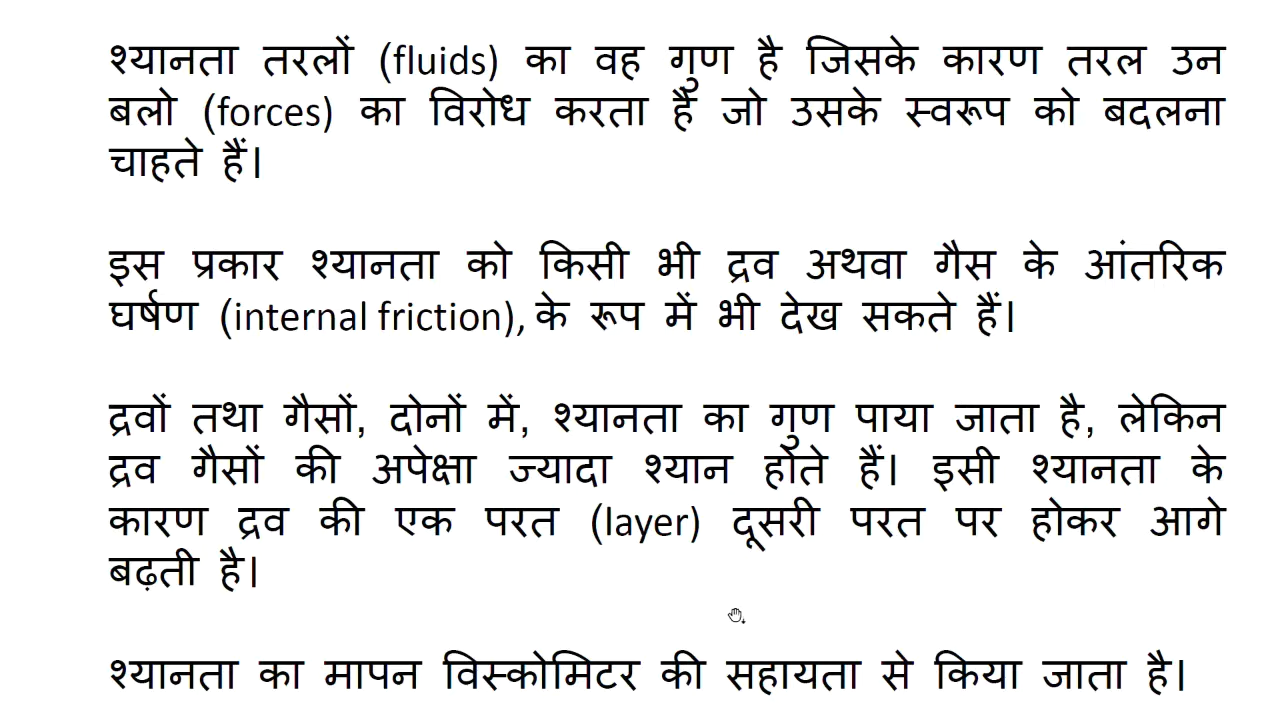 श्यानता तरलों (fluids) का वह गुण है जिसके कारण तरल उन
बलो (forces) का विरोध करता है जो उसके स्वरूप को बदलना
चाहते हैं।
इस प्रकार श्यानता को किसी भी द्रव अथवा गैस के आंतरिक
घर्षण (internal friction), के रूप में भी देख सकते हैं।
द्रवों तथा गैसों, दोनों में, श्यानता का गुण पाया जाता है, लेकिन
द्रव गैसों की अपेक्षा ज्यादा श्यान होते हैं। इसी श्यानता के
कारण द्रव की एक परत (layer) दूसरी परत पर होकर आगे
बढ़ती है।
श्यानता का मापन विस्कोमिटर की सहायता से किया जाता है।